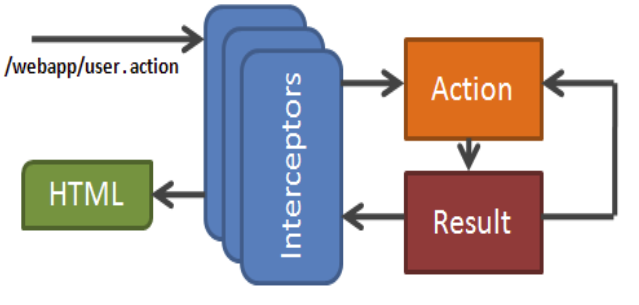 /webapp/user.action
Interceptors
Action
HTML
Result